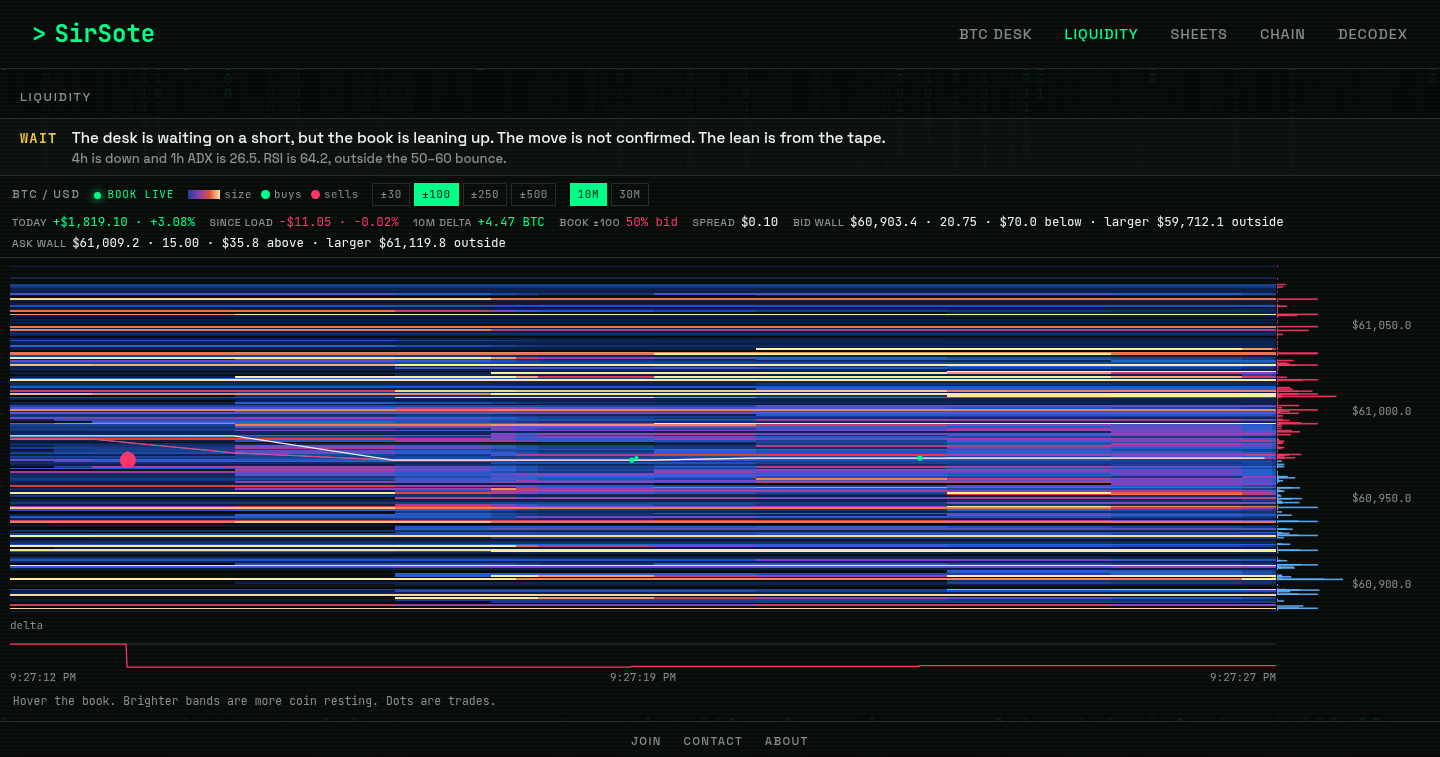 > SirSote
BTC DESK LIQUIDITY SHEETS CHAIN DECODEX
LIQUIDITY
WAIT The desk is waiting on a short, but the book is leaning up. The move is not confirmed. The lean is from the tape.
4h is down and 1h ADX is 26.5. RSI is 64.2, outside the 50–60 bounce.
BTC / USD BOOK LIVE size buys sells ±30 ±100 ±250 ±500 10M 30M
TODAY +$1,819.10 · +3.08% SINCE LOAD -$11.05 · -0.02% 10M DELTA +4.47 BTC BOOK ±100 50% bid SPREAD $0.10 BID WALL $60,903.4 · 20.75 · $70.0 below · larger $59,712.1 outside
ASK WALL $61,009.2 · 15.00 · $35.8 above · larger $61,119.8 outside
$61,050.0
$61,000.0
$60,950.0
$60,900.0
delta
9:27:12 PM 9:27:19 PM 9:27:27 PM
Hover the book. Brighter bands are more coin resting. Dots are trades.
JOIN CONTACT ABOUT